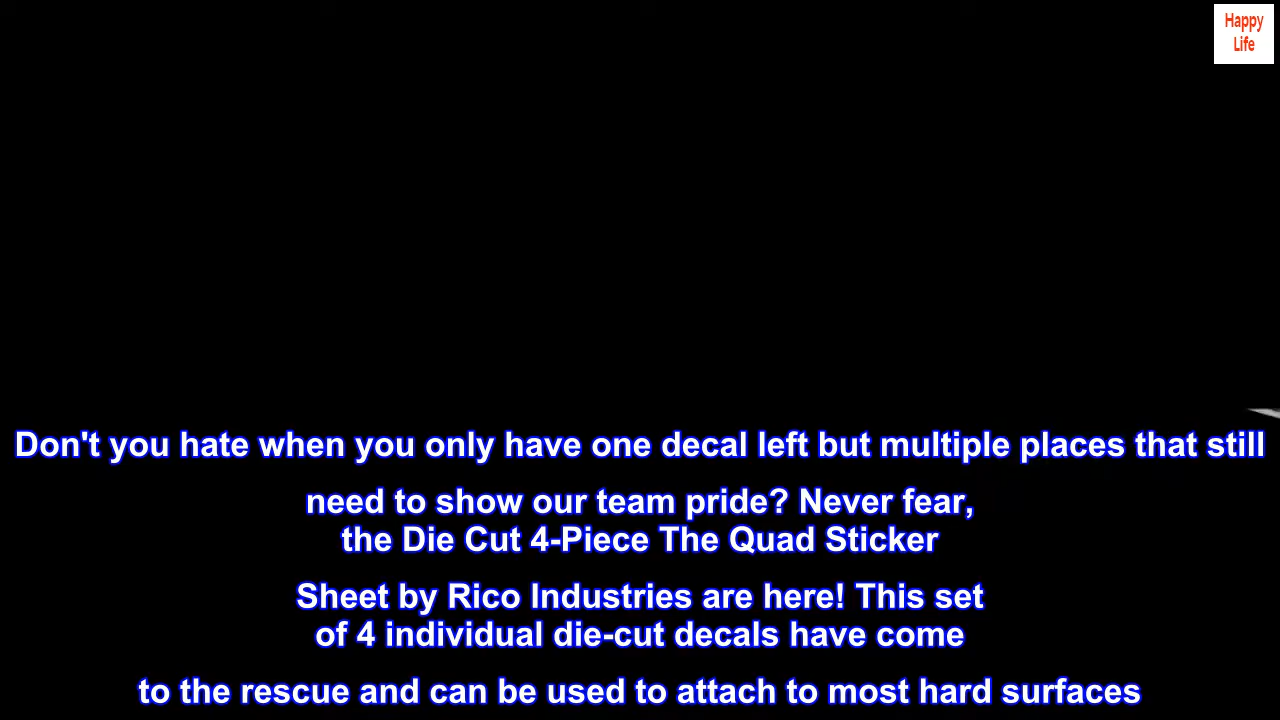 Happy
Life
Don't you hate when you only have one decal left but multiple places that still
need to show our team pride? Never fear,
the Die Cut 4-Piece The Quad Sticker
Sheet by Rico Industries are here! This set
of 4 individual die-cut decals have come
to the rescue and can be used to attach to most hard surfaces